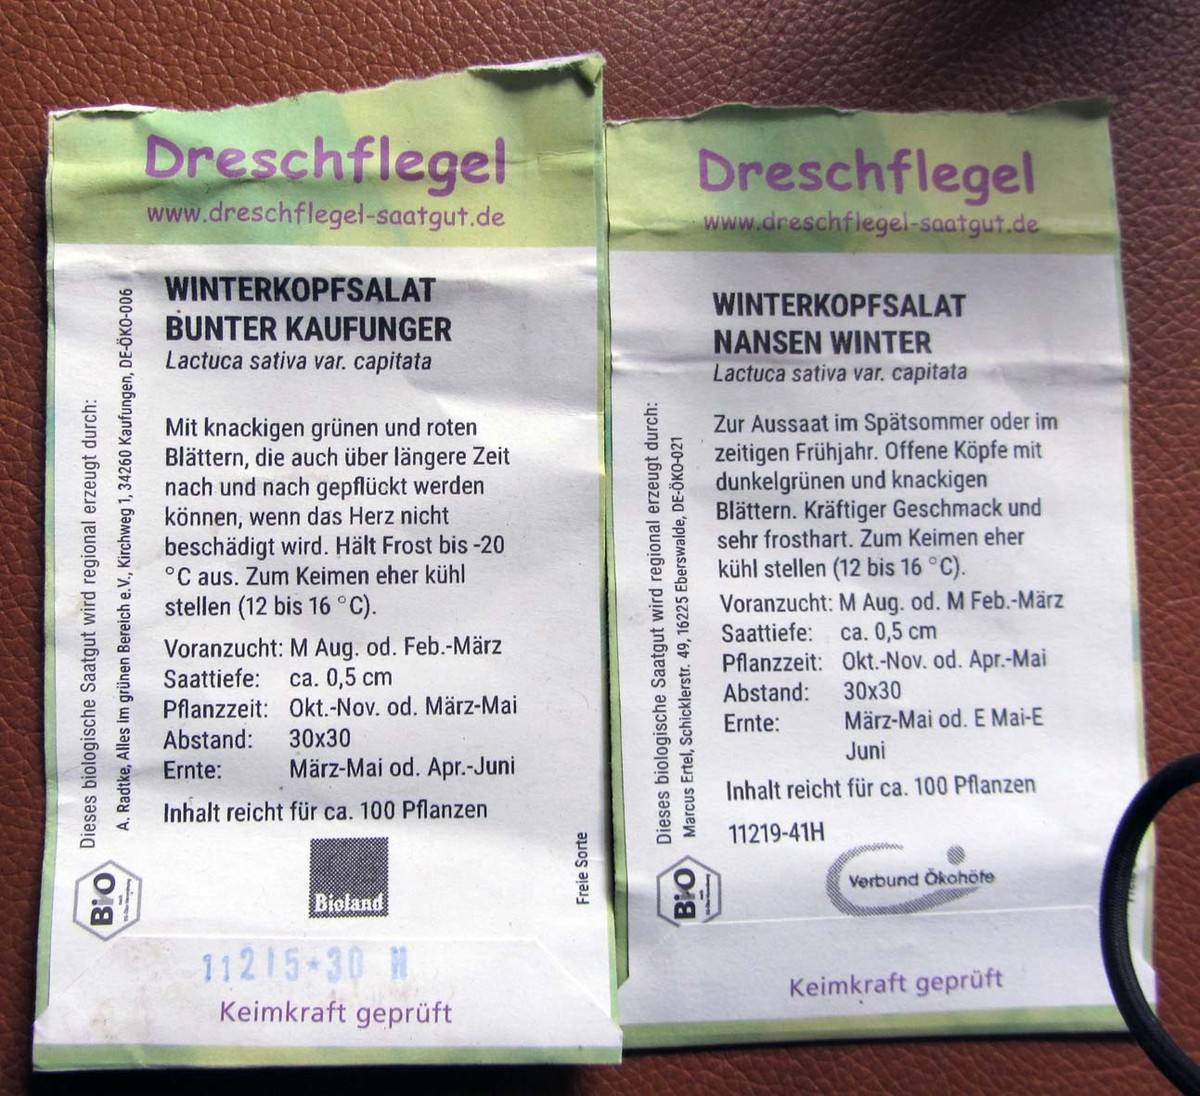 Dreschflegel
www.dreschflegel-saatgut.de
WINTERKOPFSALAT
BUNTER KAUFUNGER
Lactuca sativa var. capitata
Mit knackigen grünen und roten
Blättern, die auch über längere Zeit
nach und nach gepflückt werden
können, wenn das Herz nicht
beschädigt wird. Hält Frost bis -20
°C aus. Zum Keimen eher kühl
stellen (12 bis 16 °C).
Voranzucht: M Aug. od. Feb.-März
Saattiefe: ca. 0,5 cm
Pflanzzeit: Okt.-Nov. od. März-Mai
Abstand: 30x30
Ernte: März-Mai od. Apr.-Juni
Inhalt reicht für ca. 100 Pflanzen
Dieses biologische Saatgut wird regional erzeugt durch:
A. Radtke, Alles im grünen Bereich e.V., Kirchweg 1, 34260 Kaufungen, DE-ÖKO-006
Bio
Bioland
Freie Sorte
11215-30 H
Keimkraft geprüft
Dreschflegel
www.dreschflegel-saatgut.de
WINTERKOPFSALAT
NANSEN WINTER
Lactuca sativa var. capitata
Zur Aussaat im Spätsommer oder im
zeitigen Frühjahr. Offene Köpfe mit
dunkelgrünen und knackigen
Blättern. Kräftiger Geschmack und
sehr frosthart. Zum Keimen eher
kühl stellen (12 bis 16 °C).
Voranzucht: M Aug. od. M Feb.-März
Saattiefe: ca. 0,5 cm
Pflanzzeit: Okt.-Nov. od. Apr.-Mai
Abstand: 30x30
Ernte: März-Mai od. E Mai-E
Juni
Inhalt reicht für ca. 100 Pflanzen
11219-41H
Dieses biologische Saatgut wird regional erzeugt durch:
Marcus Ertel, Schicklerstr. 49, 16225 Eberswalde, DE-ÖKO-021
Bio
Verbund Ökohöfe
Keimkraft geprüft